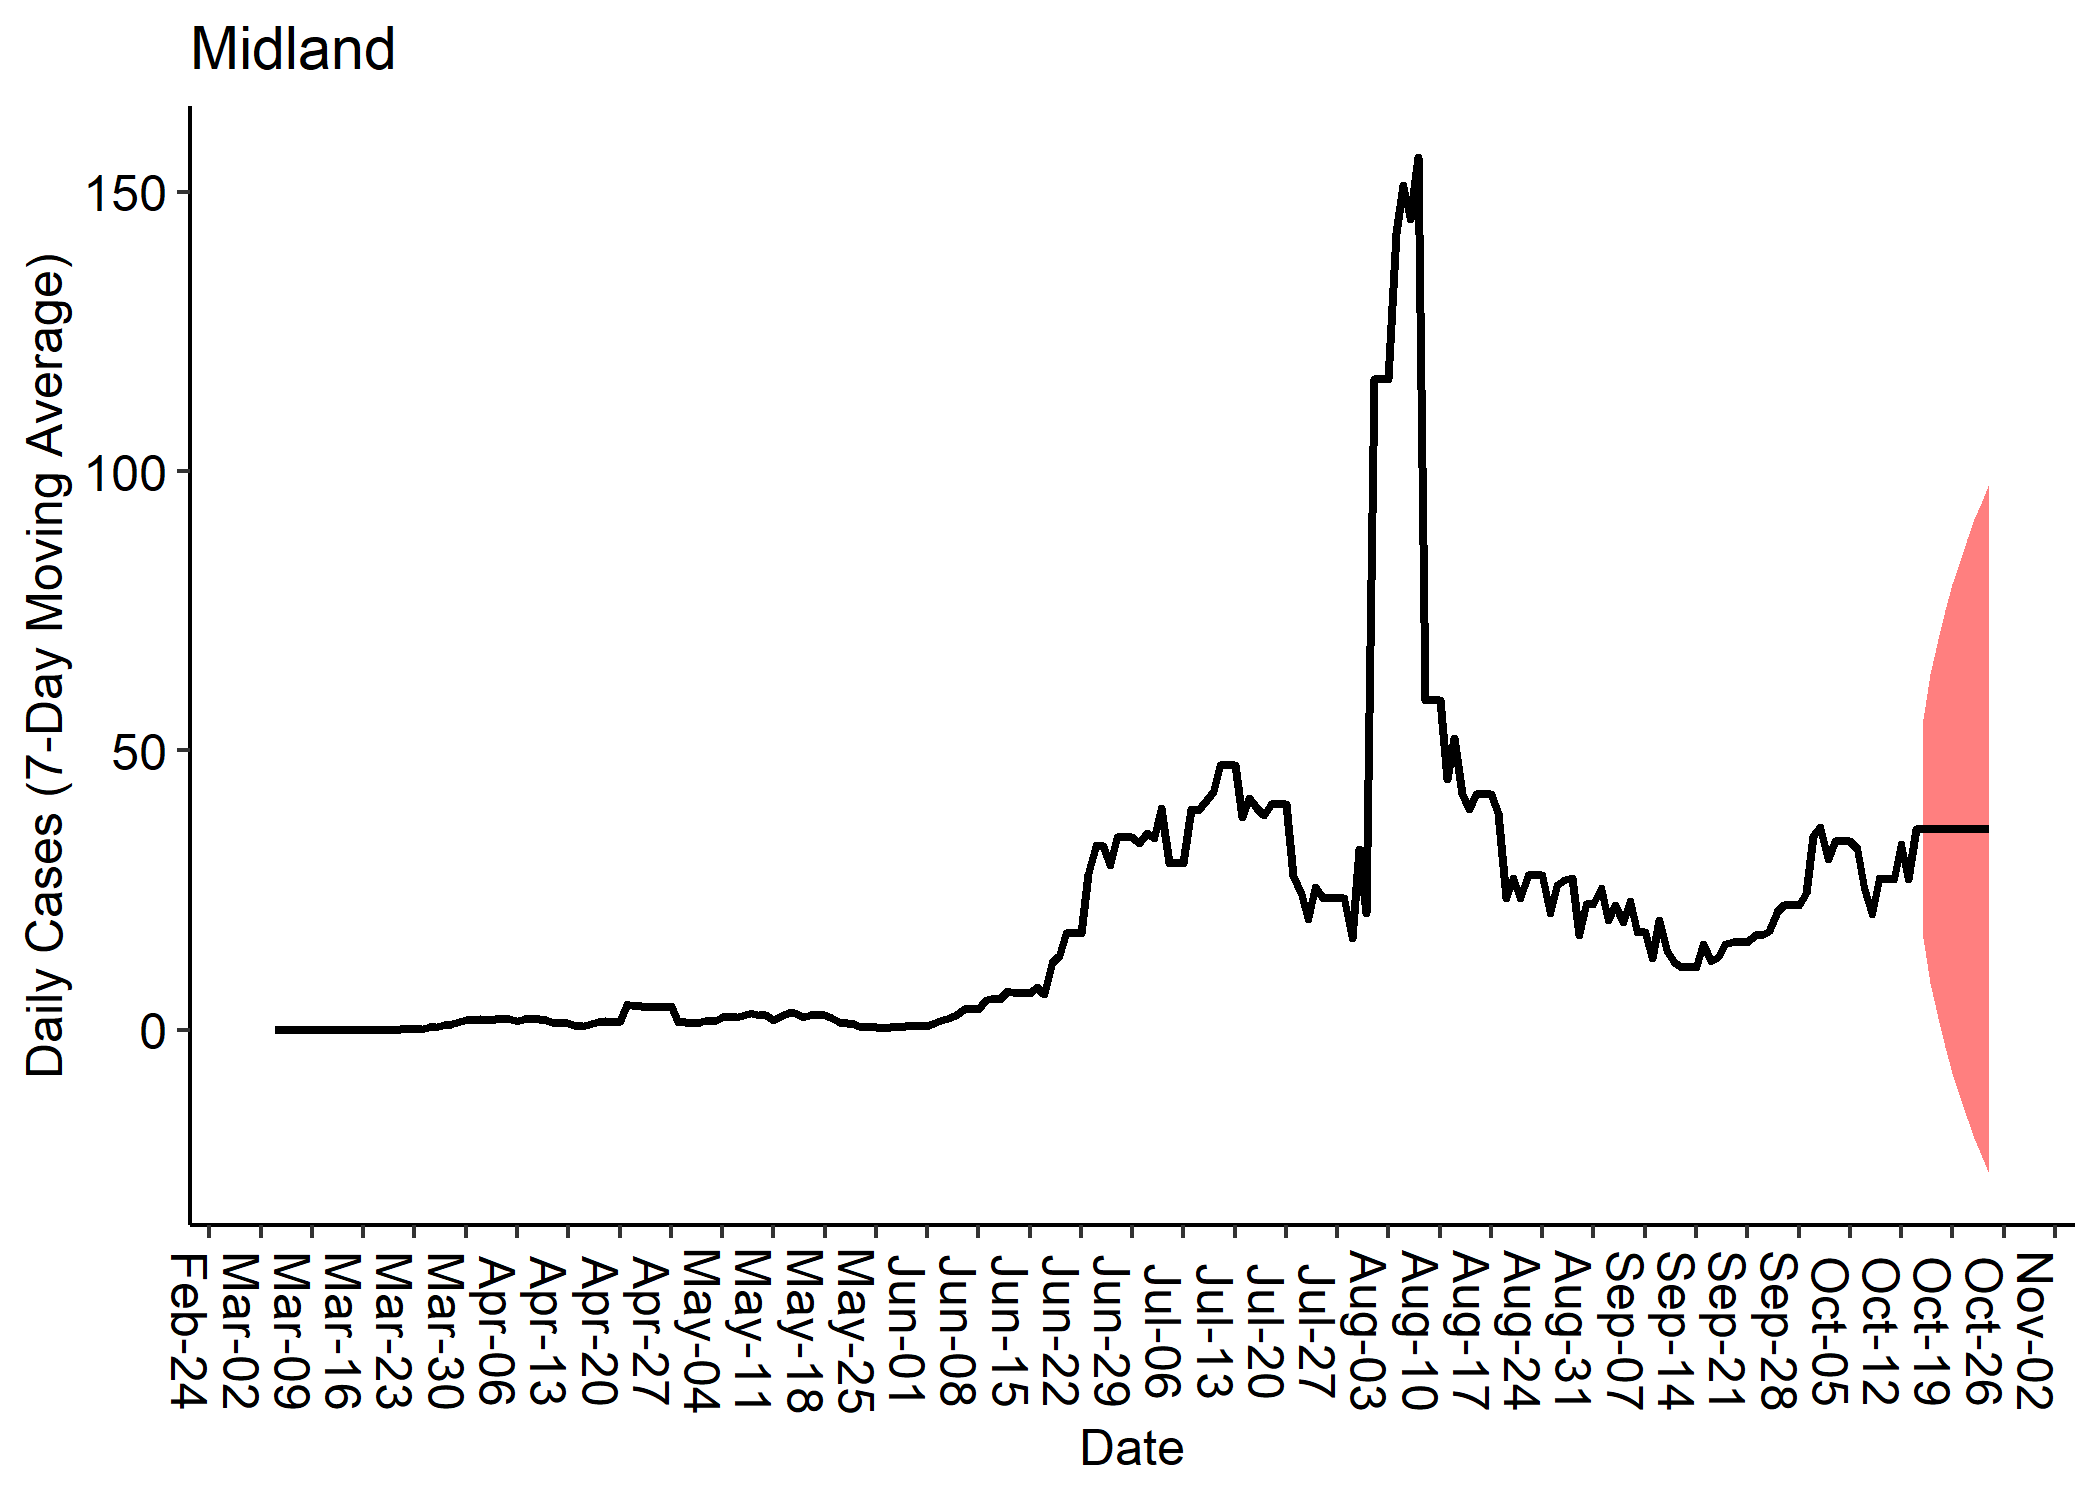 Midland
Daily Cases (7-Day Moving Average)
150
100
50
0
Feb-24
Mar-02
Mar-09
Mar-16
Mar-23
Mar-30
Apr-06
Apr-13
Apr-20
Apr-27
May-04
May-11
May-18
May-25
Jun-01
Jun-08
Jun-15
Jun-22
Jun-29
Jul-06
Jul-13
Jul-20
Jul-27
Aug-03
Aug-10
Aug-17
Aug-24
Aug-31
Sep-07
Sep-14
Sep-21
Sep-28
Oct-05
Oct-12
Oct-19
Oct-26
Nov-02
Date